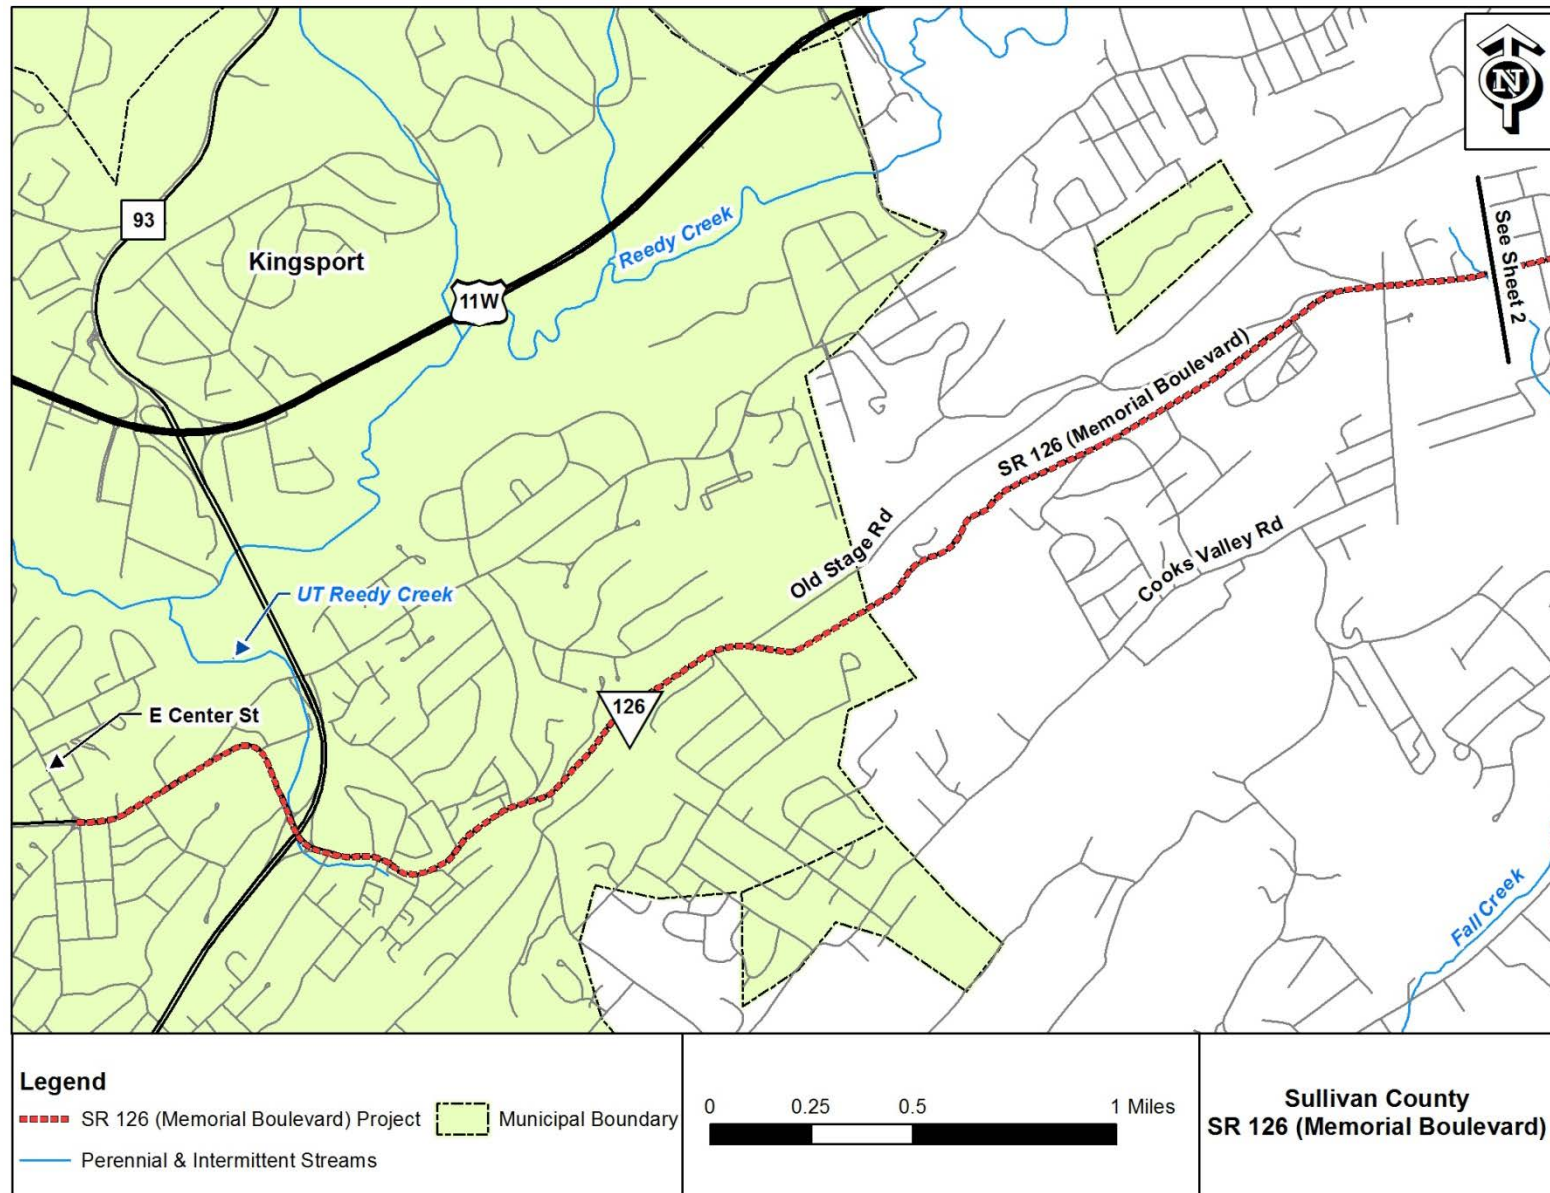 N
See Sheet 2
93
Kingsport
11W
Reedy Creek
SR 126 (Memorial Boulevard)
Old Stage Rd
Cooks Valley Rd
UT Reedy Creek
E Center St
126
Fall Creek
Legend
SR 126 (Memorial Boulevard) Project
Municipal Boundary
Perennial & Intermittent Streams
0 0.25 0.5 1 Miles
Sullivan County
SR 126 (Memorial Boulevard)